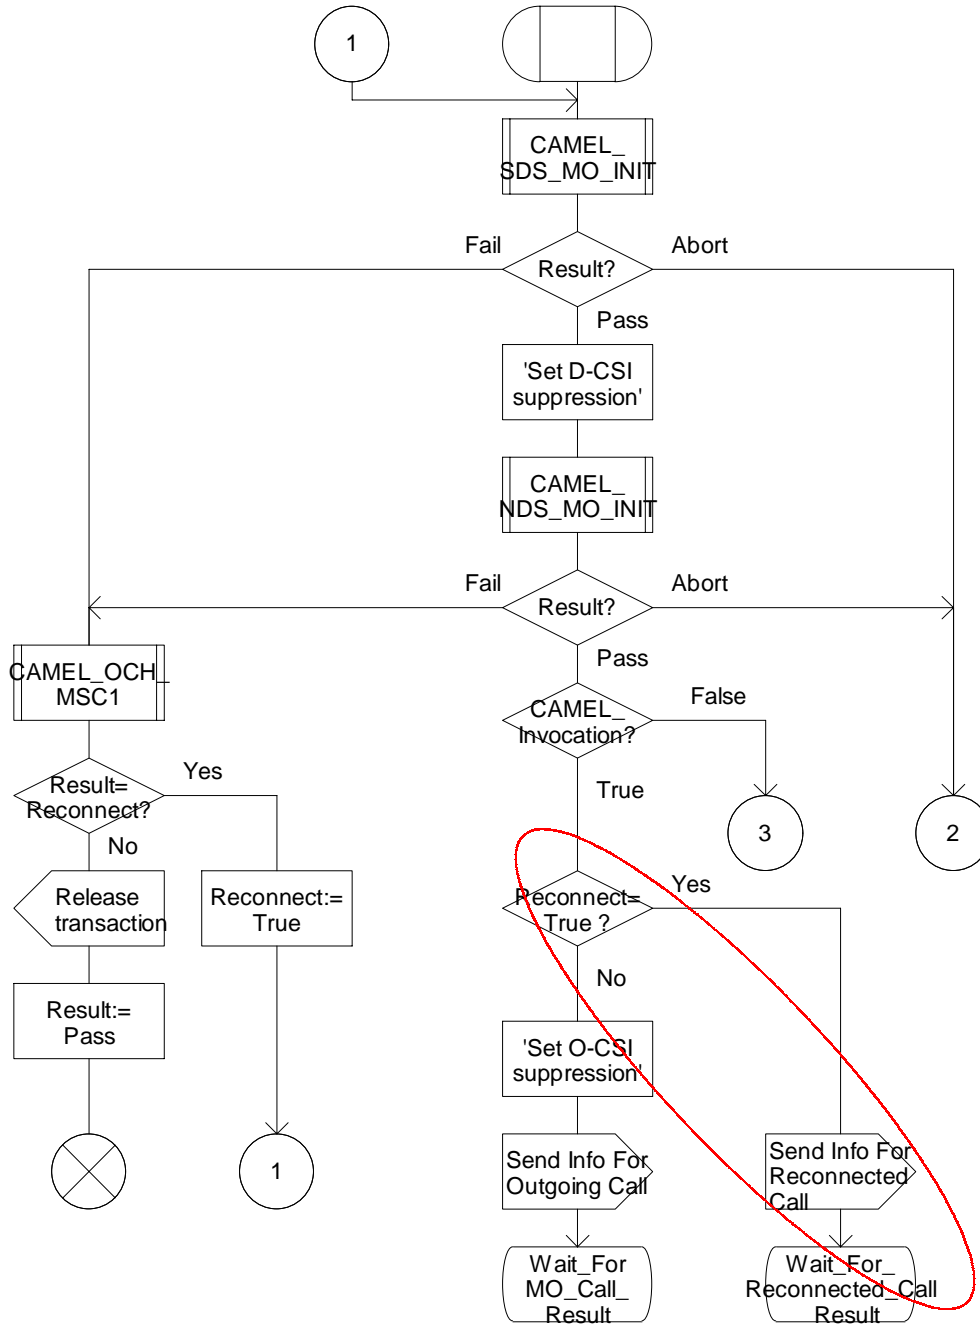 1
CAMEL_
SDS_MO_INIT
Fail
Abort
Result?
Pass
'Set D-CSI
suppression'
CAMEL_
NDS_MO_INIT
Fail
Abort
Result?
Pass
CAMEL_OCH_
MSC1
CAMEL_
Invocation?
False
True
Result=
Reconnect?
Yes
No
3
2
Release
transaction
Reconnect:=
True
Reconnect=
True ?
Yes
No
Result:=
Pass
'Set O-CSI
suppression'
1
Send Info For
Outgoing Call
Send Info For
Reconnected
Call
Wait_For
MO_Call_
Result
Wait_For_
Reconnected_Call
Result